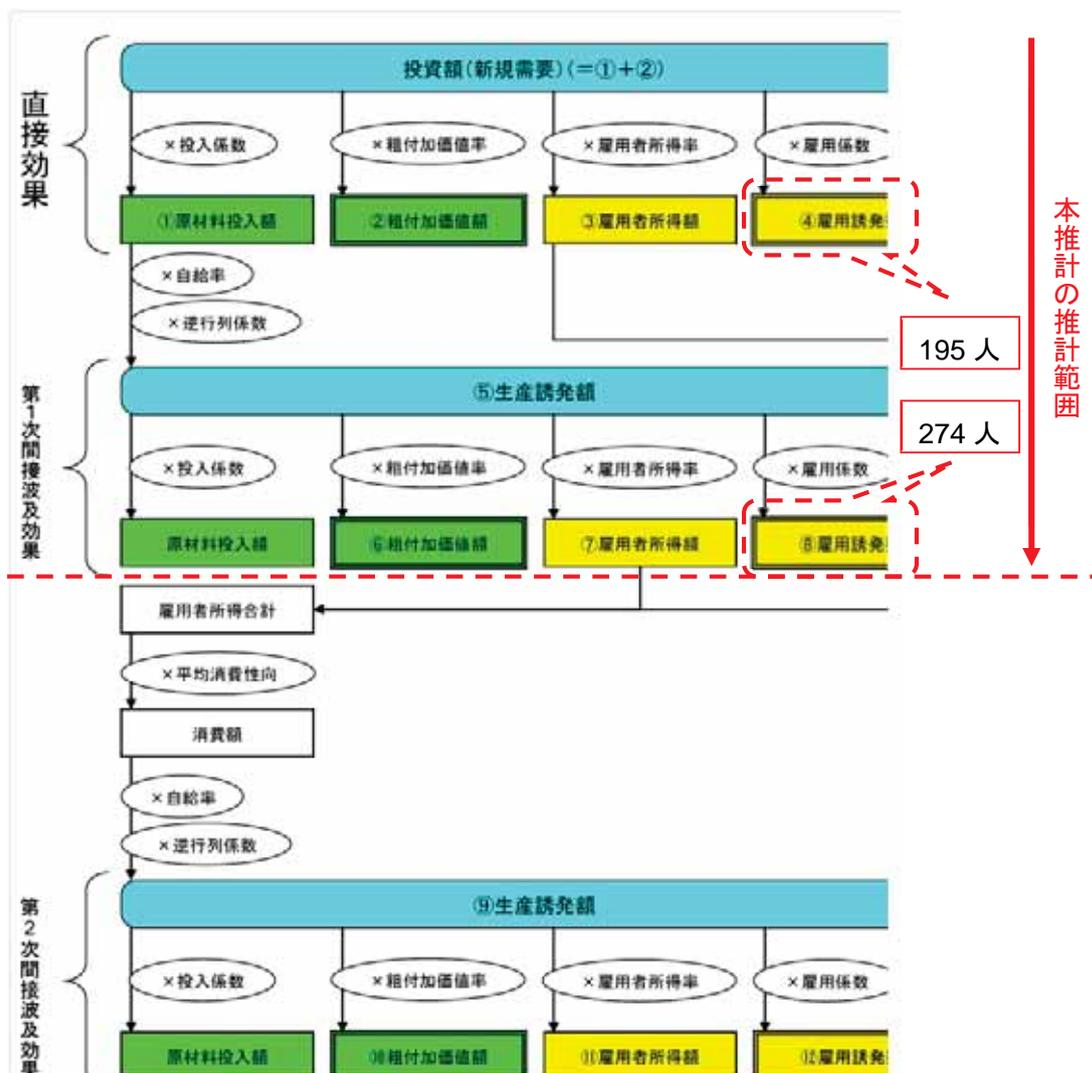 直接効果
投資額(新規需要)(=①+②)
×投入係数
×粗付加価値率
×雇用者所得率
×雇用係数
①原材料投入額
②粗付加価値額
③雇用者所得額
④雇用誘発
×自給率
×逆行列係数
195 人
本推計の推計範囲
第1次間接波及効果
⑤生産誘発額
274 人
×投入係数
×粗付加価値率
×雇用者所得率
×雇用係数
原材料投入額
⑥粗付加価値額
⑦雇用者所得額
⑧雇用誘発
雇用者所得合計
×平均消費性向
消費額
×自給率
×逆行列係数
第2次間接波及効果
⑨生産誘発額
×投入係数
×粗付加価値率
×雇用者所得率
×雇用係数
原材料投入額
⑩粗付加価値額
⑪雇用者所得額
⑫雇用誘発